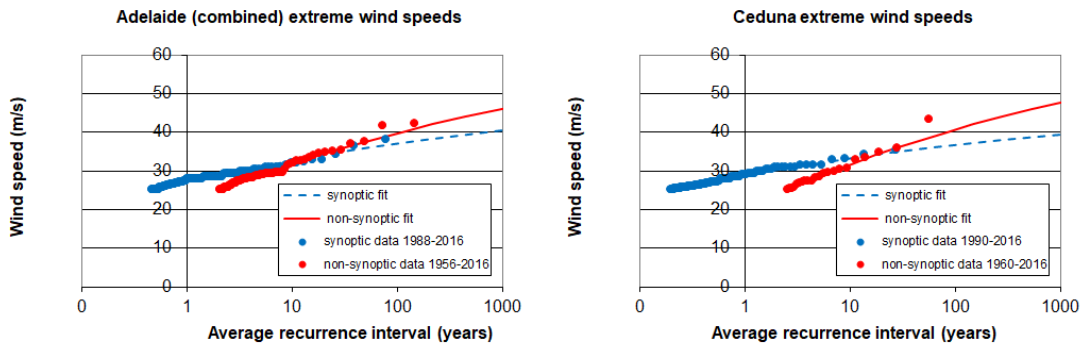 Adelaide (combined) extreme wind speeds
Wind speed (m/s)
60
50
40
30
20
10
0
0
1
10
100
1000
synoptic fit
non-synoptic fit
synoptic data 1988-2016
non-synoptic data 1956-2016
Average recurrence interval (years)
Ceduna extreme wind speeds
Wind speed (m/s)
60
50
40
30
20
10
0
0
1
10
100
1000
synoptic fit
non-synoptic fit
synoptic data 1990-2016
non-synoptic data 1960-2016
Average recurrence interval (years)